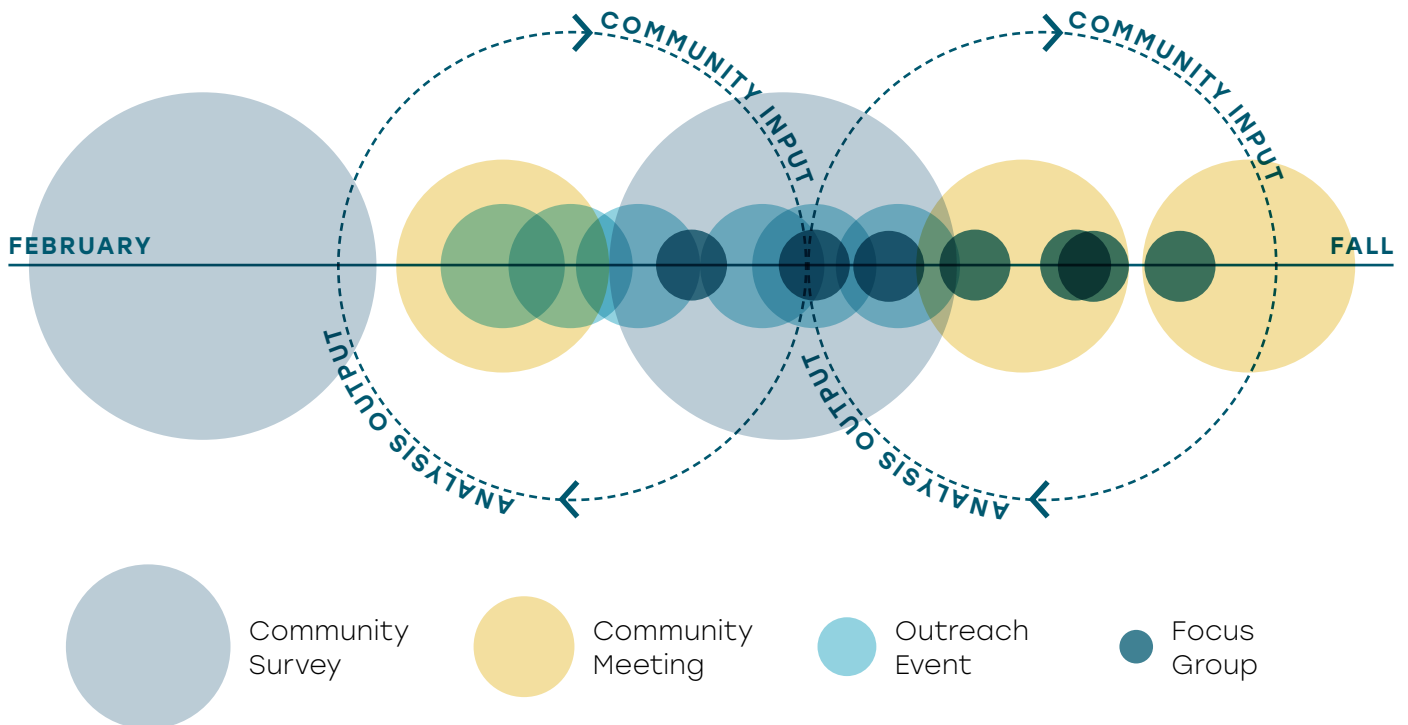 COMMUNITY INPUT
COMMUNITY INPUT
FEBRUARY
FALL
ANALYSIS OUTPUT
ANALYSIS OUTPUT
Community
Survey
Community
Meeting
Outreach
Event
Focus
Group